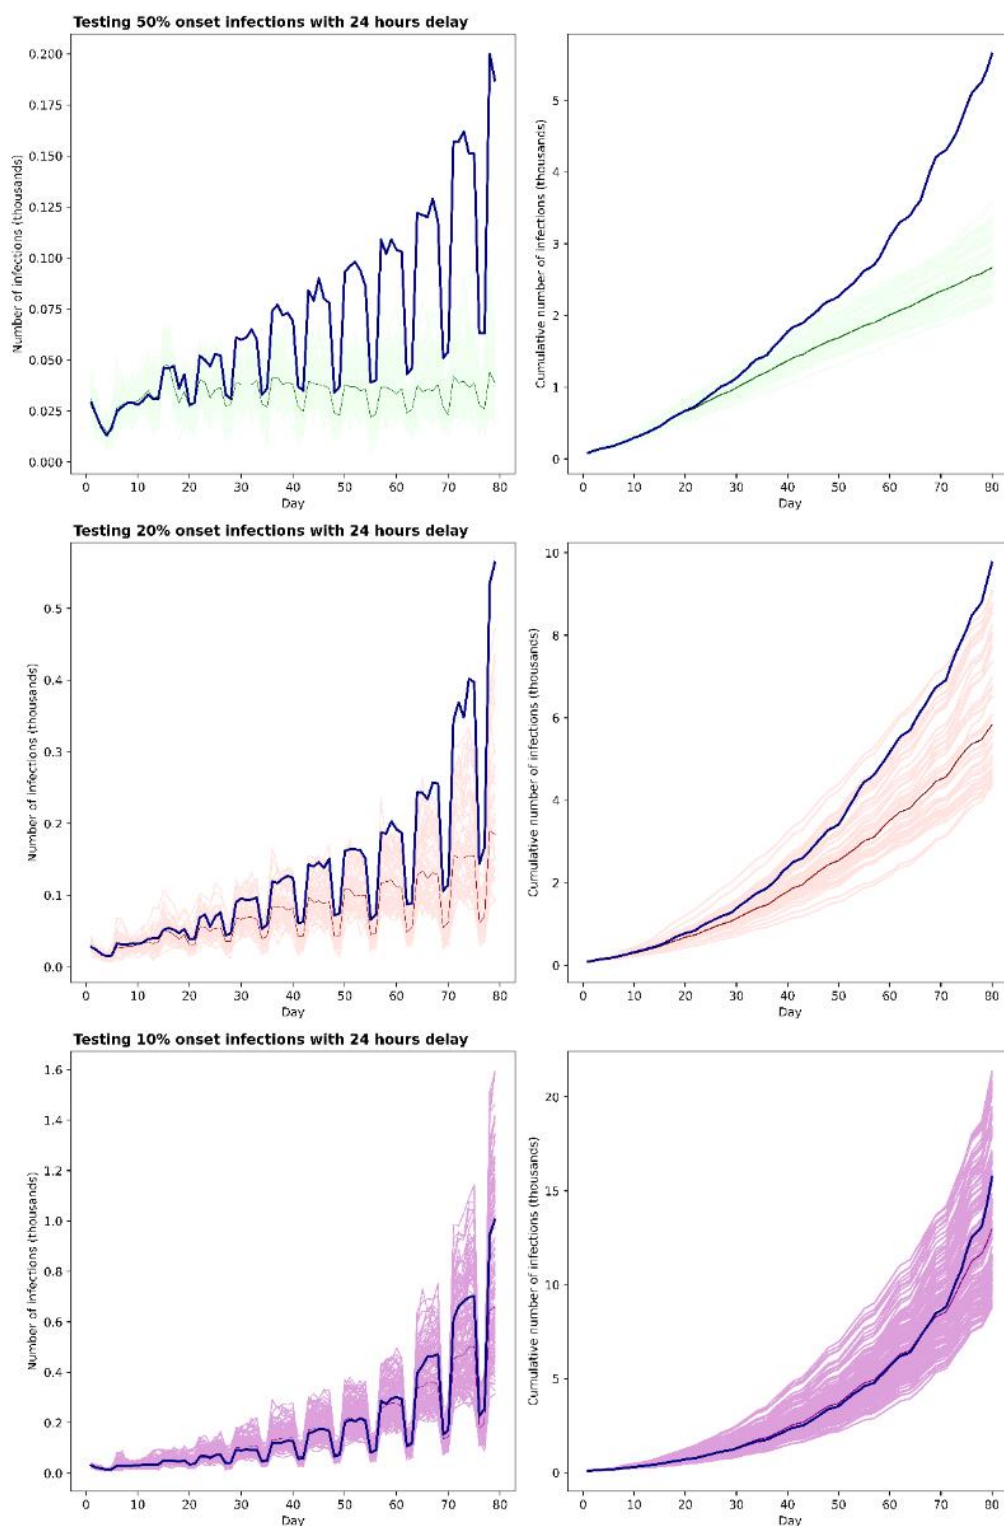 Testing 50% onset infections with 24 hours delay
Number of infections (thousands)
0.200
0.175
0.150
0.125
0.100
0.075
0.050
0.025
0.000
0 10 20 30 40 50 60 70 80
Day
Cumulative number of infections (thousands)
5
4
3
2
1
0
0 10 20 30 40 50 60 70 80
Day
Testing 20% onset infections with 24 hours delay
Number of infections (thousands)
0.5
0.4
0.3
0.2
0.1
0.0
0 10 20 30 40 50 60 70 80
Day
Cumulative number of infections (thousands)
10
8
6
4
2
0
0 10 20 30 40 50 60 70 80
Day
Testing 10% onset infections with 24 hours delay
Number of infections (thousands)
1.6
1.4
1.2
1.0
0.8
0.6
0.4
0.2
0.0
0 10 20 30 40 50 60 70 80
Day
Cumulative number of infections (thousands)
20
15
10
5
0
0 10 20 30 40 50 60 70 80
Day